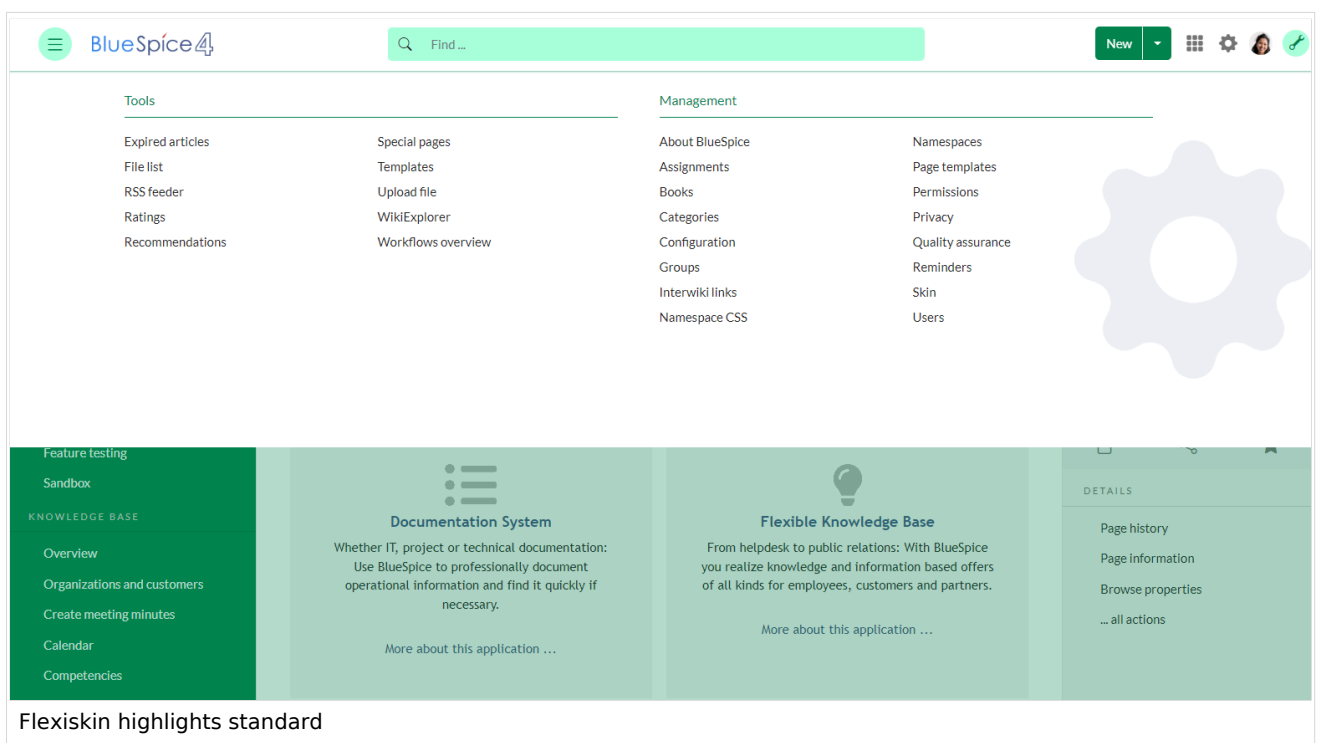 BlueSpice 4
Find ...
New
Tools
Expired articles
File list
RSS feeder
Ratings
Recommendations
Special pages
Templates
Upload file
WikiExplorer
Workflows overview
Management
About BlueSpice
Assignments
Books
Categories
Configuration
Groups
Interwiki links
Namespace CSS
Namespaces
Page templates
Permissions
Privacy
Quality assurance
Reminders
Skin
Users
Feature testing
Sandbox
KNOWLEDGE BASE
Overview
Organizations and customers
Create meeting minutes
Calendar
Competencies
Documentation System
Whether IT, project or technical documentation:
Use BlueSpice to professionally document
operational information and find it quickly if
necessary.
More about this application ...
Flexible Knowledge Base
From helpdesk to public relations: With BlueSpice
you realize knowledge and information based offers
of all kinds for employees, customers and partners.
More about this application ...
DETAILS
Page history
Page information
Browse properties
... all actions
Flexiskin highlights standard